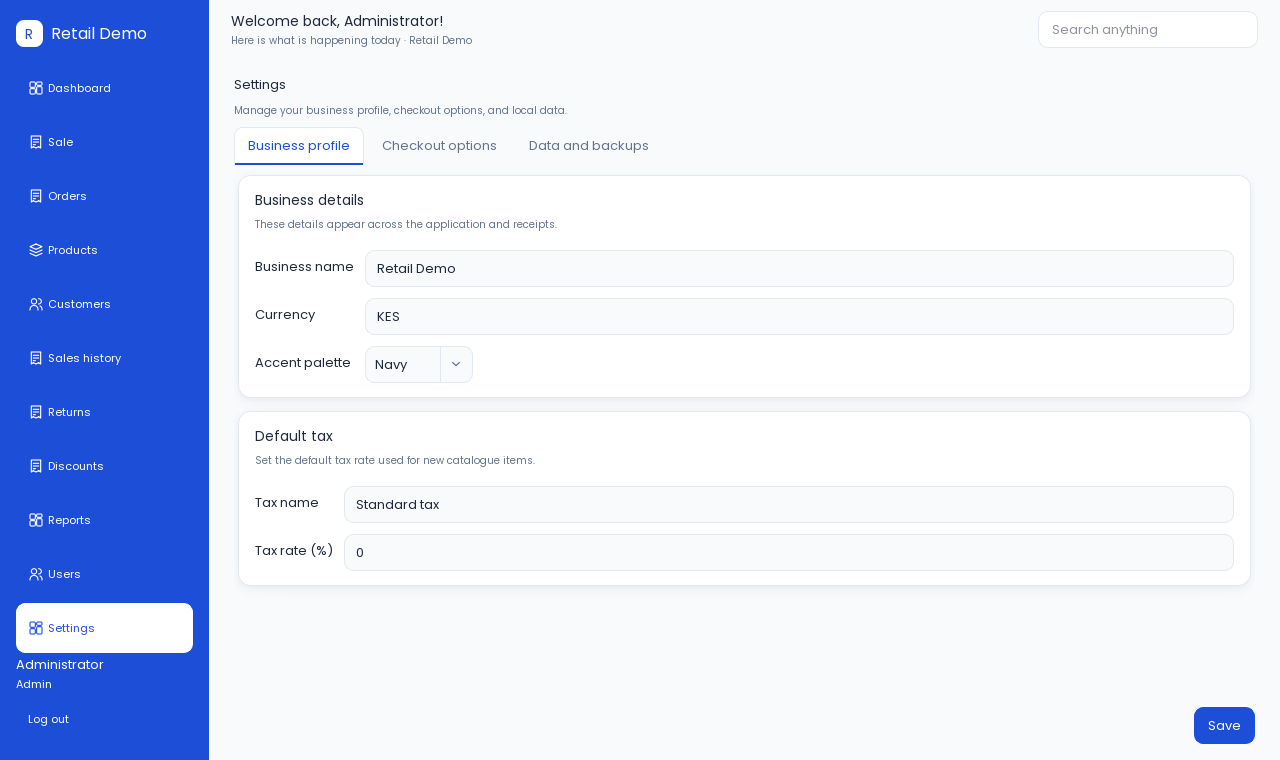 R
Retail Demo
Dashboard
Sale
Orders
Products
Customers
Sales history
Returns
Discounts
Reports
Users
Settings
Administrator
Admin
Log out
Welcome back, Administrator!
Here is what is happening today · Retail Demo
Search anything
Settings
Manage your business profile, checkout options, and local data.
Business profile
Checkout options
Data and backups
Business details
These details appear across the application and receipts.
Business name
Retail Demo
Currency
KES
Accent palette
Navy
Default tax
Set the default tax rate used for new catalogue items.
Tax name
Standard tax
Tax rate (%)
0
Save